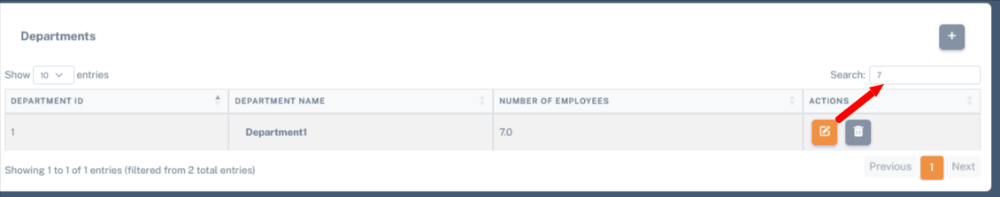 Departments
+
Show 10 entries
Search: 7
DEPARTMENT ID DEPARTMENT NAME NUMBER OF EMPLOYEES ACTIONS
1 Department1 7.0
Showing 1 to 1 of 1 entries (filtered from 2 total entries)
Previous 1 Next